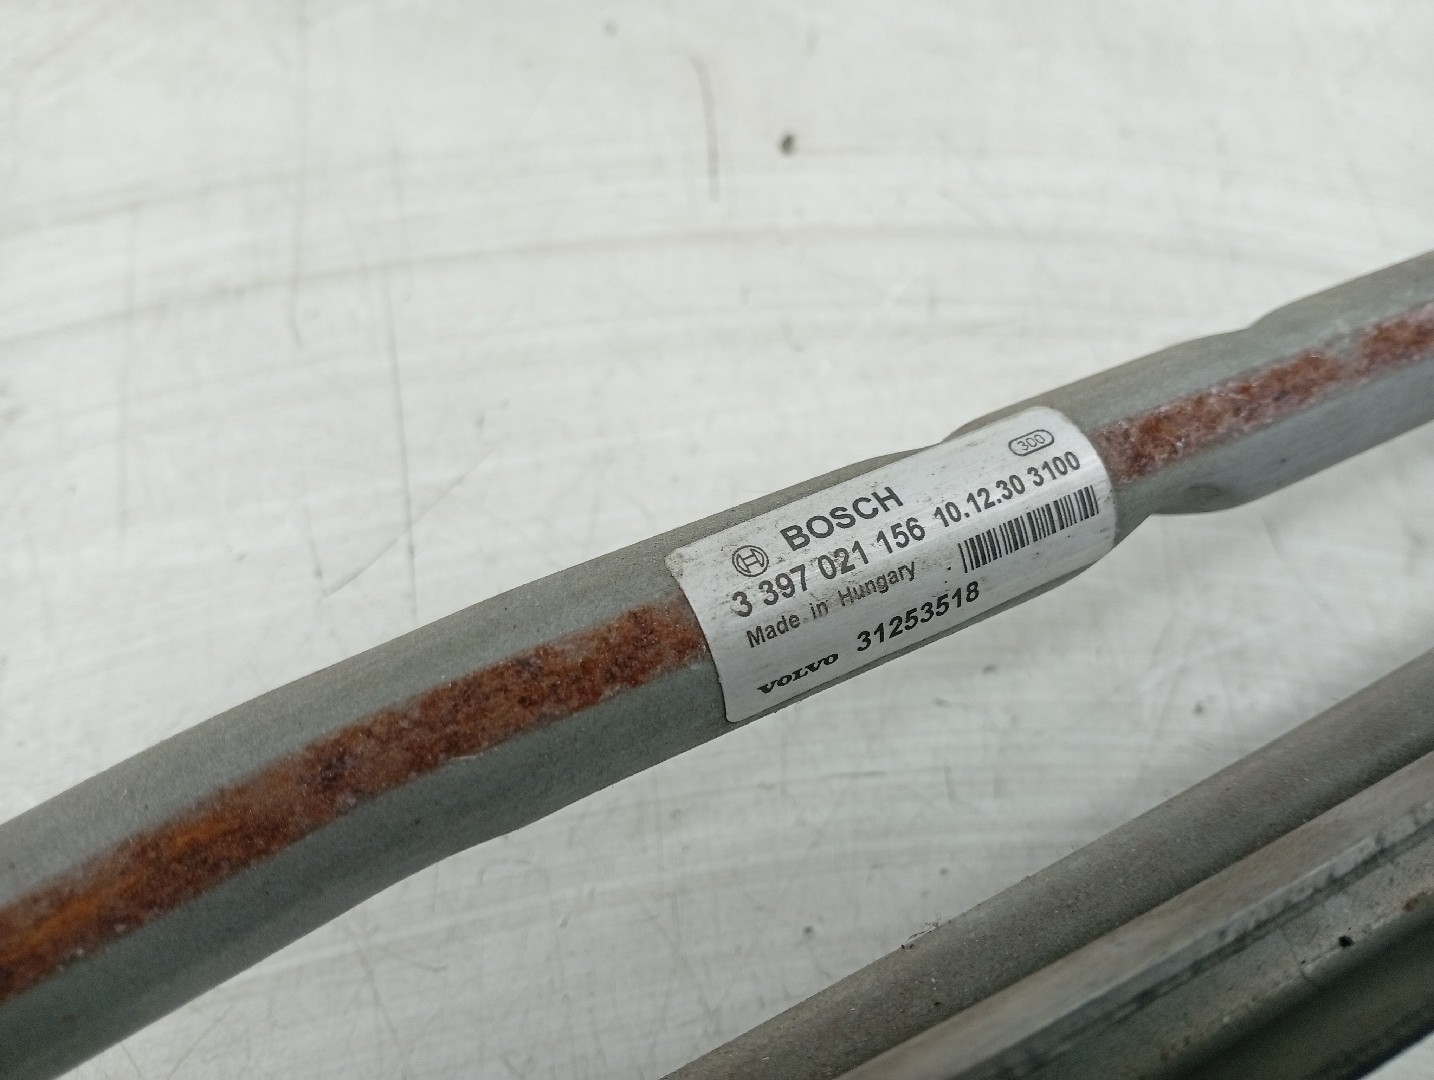 300
BOSCH
3 397 021 156 10.12.30 3100
Made in Hungary
VOLVO 31253518